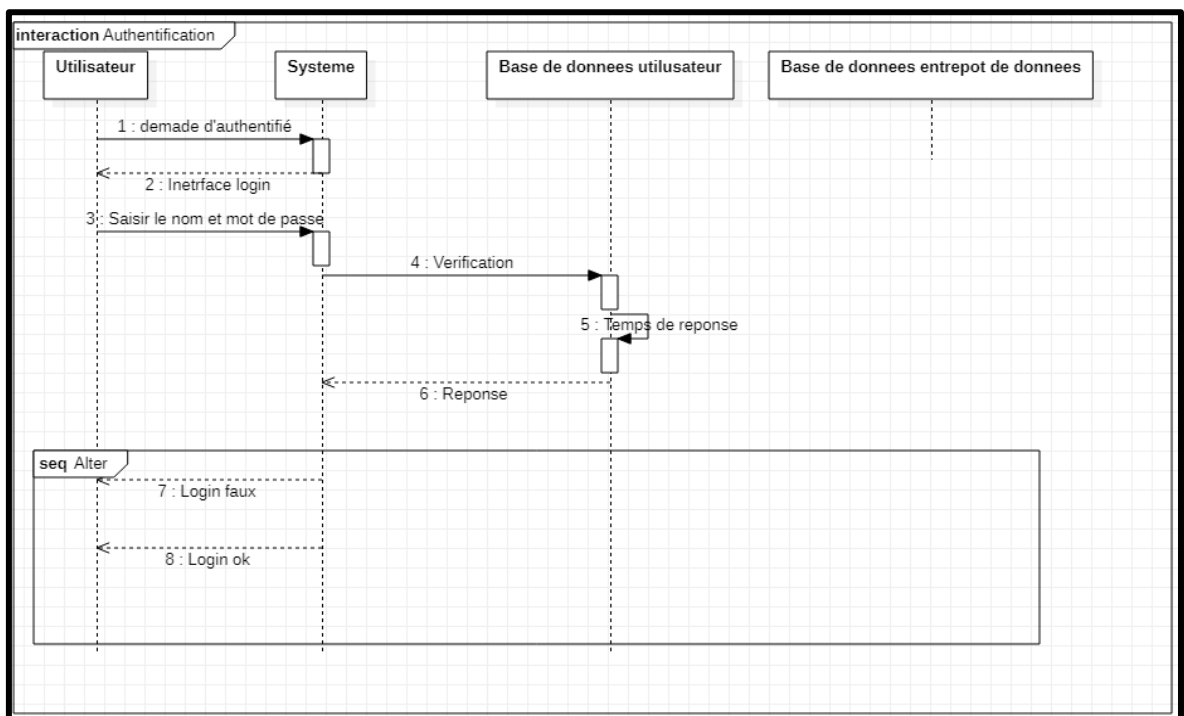 interaction Authentification
Utilisateur
Systeme
Base de donnees utilusateur
Base de donnees entrepot de donnees
1 : demade d'authentifié
2 : Inetrface login
3 : Saisir le nom et mot de passe
4 : Verification
5 : Temps de reponse
6 : Reponse
seq Alter
7 : Login faux
8 : Login ok